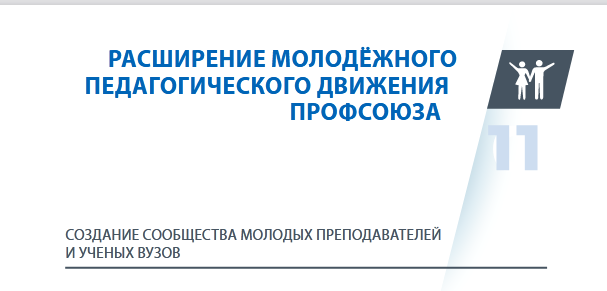 РАСШИРЕНИЕ МОЛОДЁЖНОГО
ПЕДАГОГИЧЕСКОГО ДВИЖЕНИЯ
ПРОФСОЮЗА
11
СОЗДАНИЕ СООБЩЕСТВА МОЛОДЫХ ПРЕПОДАВАТЕЛЕЙ
И УЧЕНЫХ ВУЗОВ